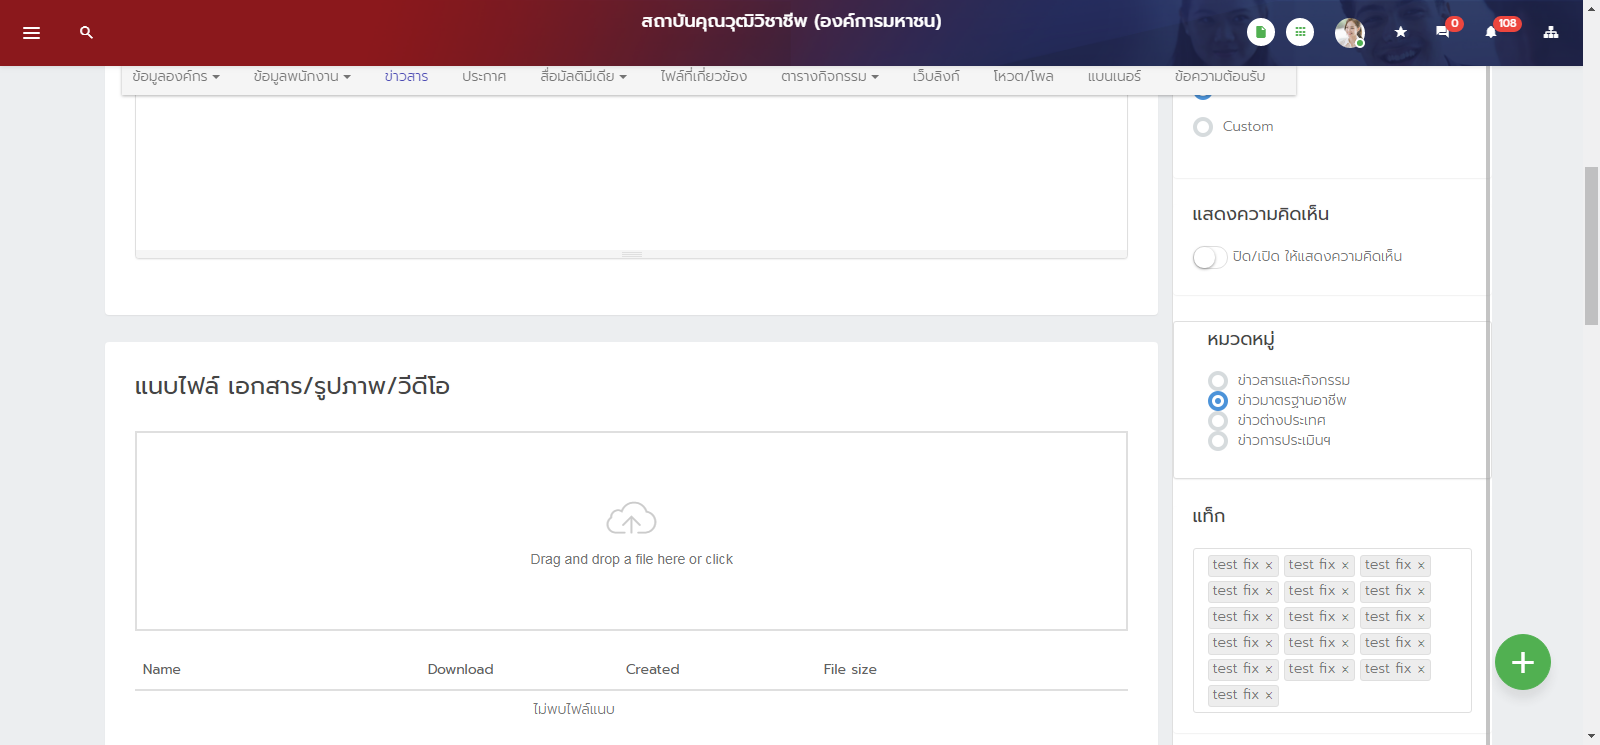 สถาบันคุณวุฒิวิชาชีพ (องค์การมหาชน)
0
108
ข้อมูลองค์กร
ข้อมูลพนักงาน
ข่าวสาร
ประกาศ
สื่อมัลติมีเดีย
ไฟล์ที่เกี่ยวข้อง
ตารางกิจกรรม
เว็บลิงก์
โหวต/โพล
แบนเนอร์
ข้อความต้อนรับ
Custom
แสดงความคิดเห็น
ปิด/เปิด ให้แสดงความคิดเห็น
หมวดหมู่
ข่าวสารและกิจกรรม
ข่าวมาตรฐานอาชีพ
ข่าวต่างประเทศ
ข่าวการประเมินฯ
แนบไฟล์ เอกสาร/รูปภาพ/วีดีโอ
Drag and drop a file here or click
Name Download Created File size
ไม่พบไฟล์แนบ
แท็ก
test fix × test fix × test fix ×
test fix × test fix × test fix ×
test fix × test fix × test fix ×
test fix × test fix × test fix ×
test fix × test fix × test fix ×
test fix ×